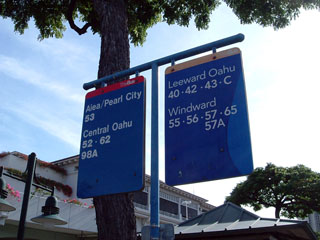 Aiea/Pearl City
53
Central Oahu
52 · 62
98A
Leeward Oahu
40 · 42 · 43 · C
Windward
55 · 56 · 57 · 65
57A